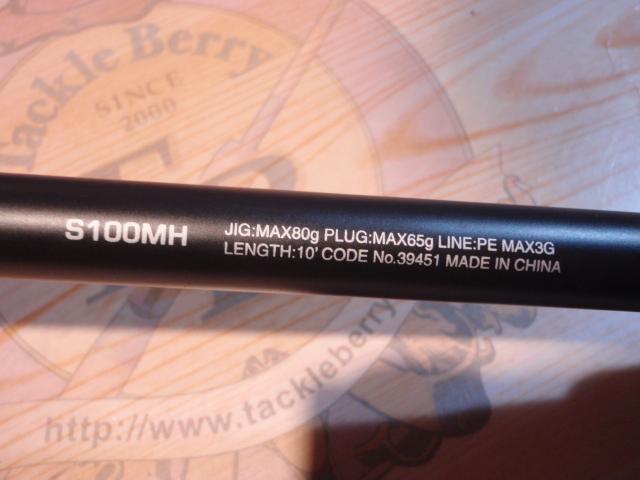 Tackle Berry
SINCE
2000
TB
S100MH
JIG:MAX80g PLUG:MAX65g LINE:PE MAX3G
LENGTH:10' CODE No.39451 MADE IN CHINA
http://www.tackleberry